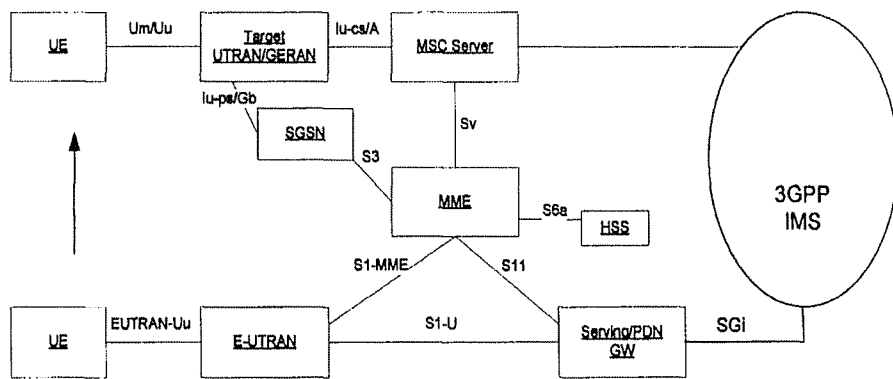 Um/Uu
Iu-cs/A
UE
Target
UTRAN/GERAN
MSC Server
Iu-ps/Gb
Sv
SGSN
S3
MME
S6a
HSS
3GPP
IMS
S1-MME
S11
EUTRAN-Uu
S1-U
SGi
UE
E-UTRAN
Serving/PDN
GW